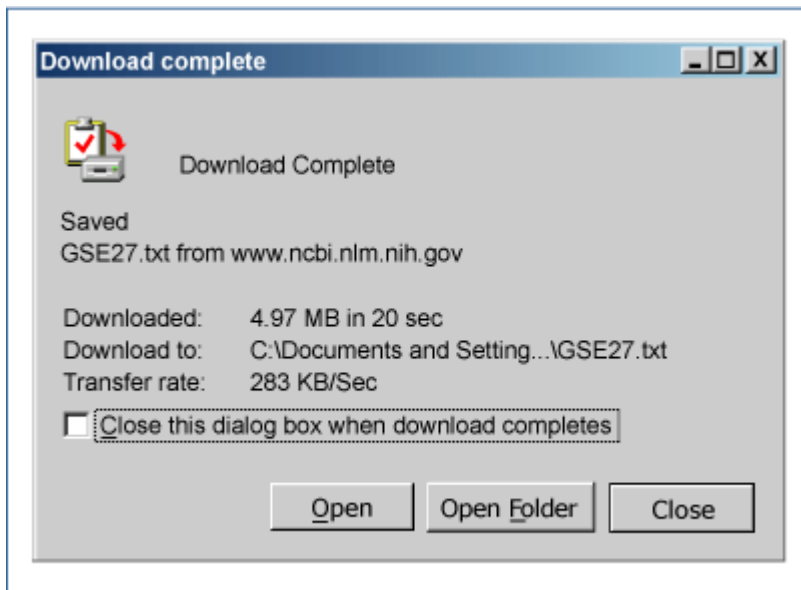 Download complete
Download Complete
Saved
GSE27.txt from www.ncbi.nlm.nih.gov
Downloaded: 4.97 MB in 20 sec
Download to: C:\Documents and Setting...\GSE27.txt
Transfer rate: 283 KB/Sec
Close this dialog box when download completes
Open Open Folder Close